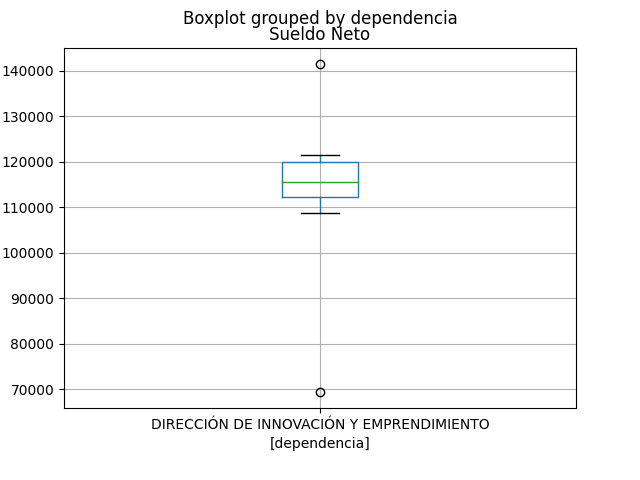 Boxplot grouped by dependencia
Sueldo Neto
140000
130000
120000
110000
100000
90000
80000
70000
DIRECCIÓN DE INNOVACIÓN Y EMPRENDIMIENTO
[dependencia]